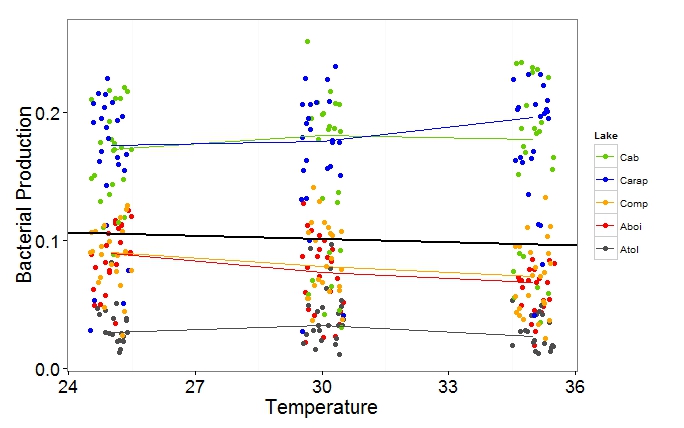 Bacterial Production
0.2
0.1
0.0
24 27 30 33 36
Temperature
Lake
Cab
Carap
Comp
Aboi
Atol